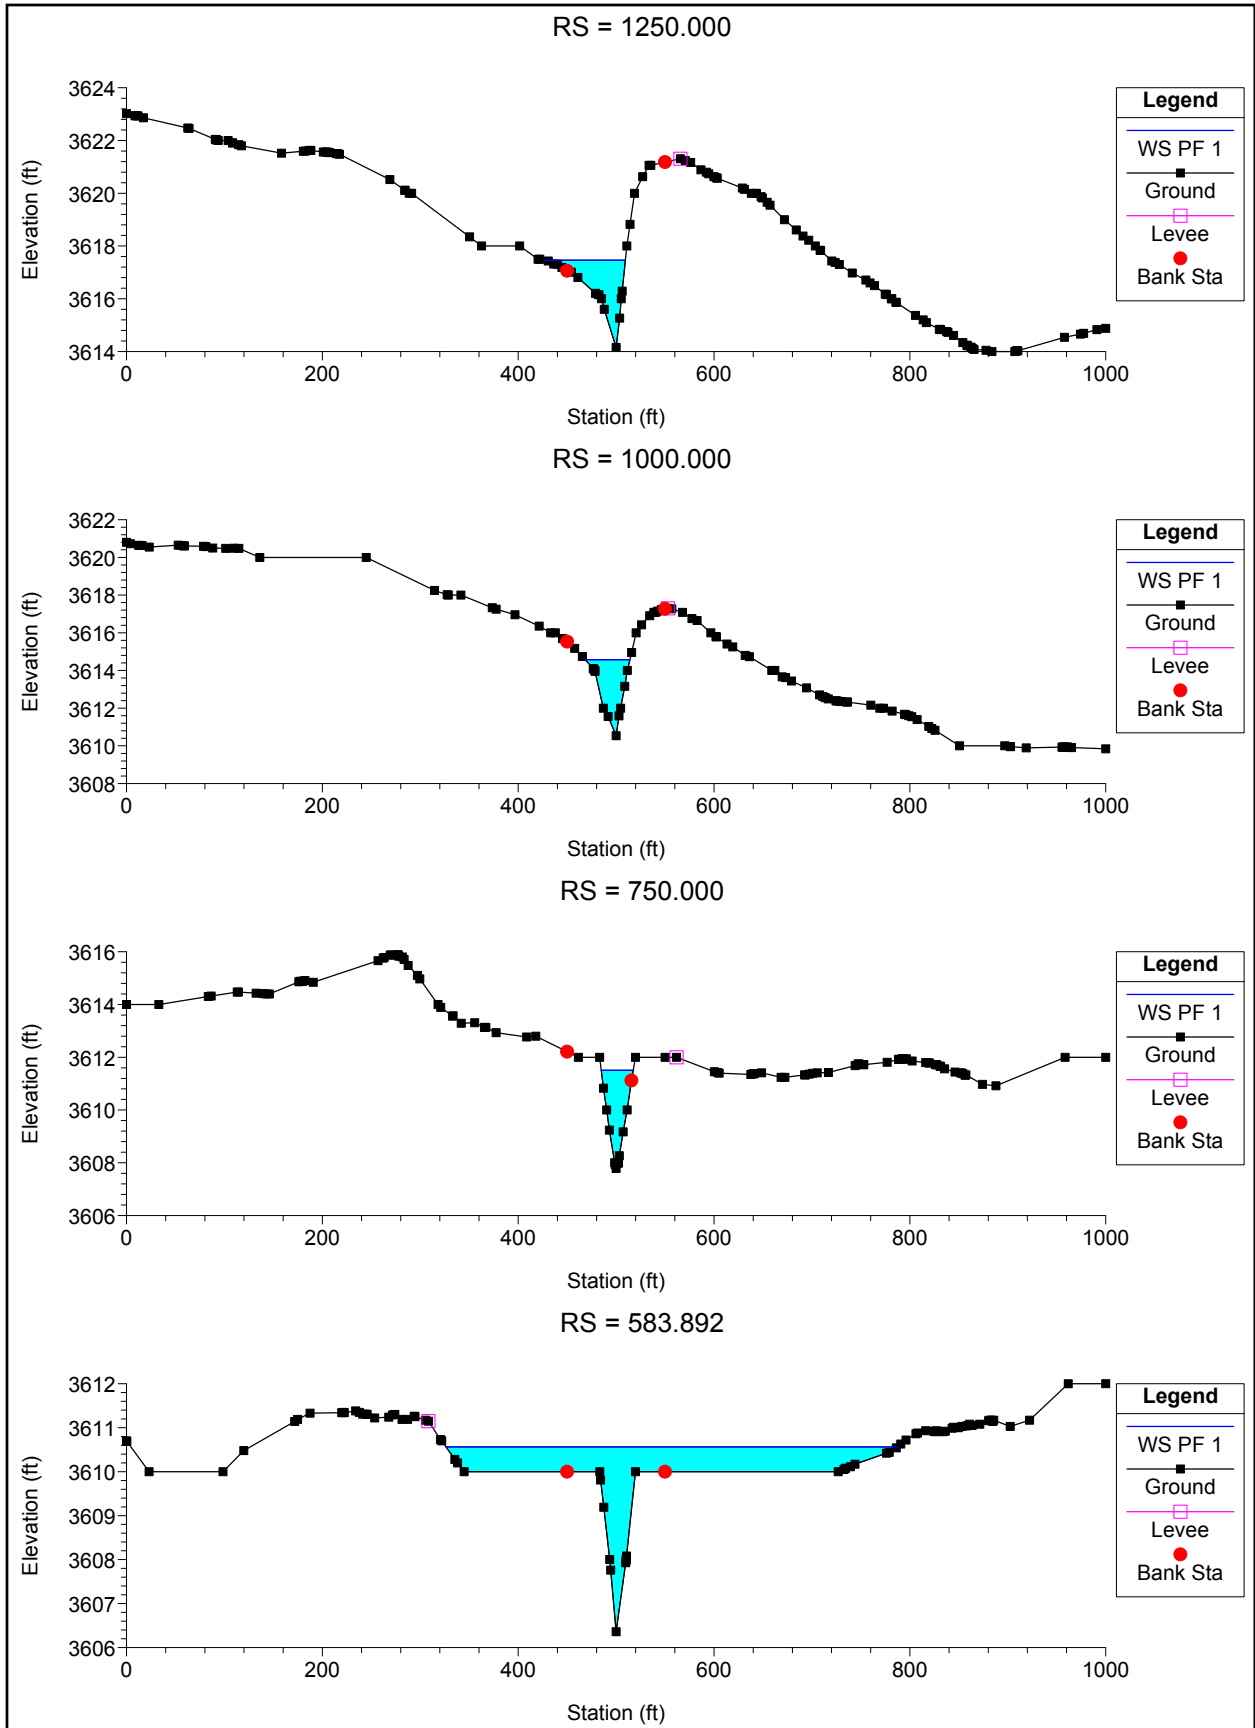 RS = 1250.000
3624
3622
3620
3618
3616
3614
Elevation (ft)
0 200 400 600 800 1000
Station (ft)
Legend
WS PF 1
Ground
Levee
Bank Sta
RS = 1000.000
3622
3620
3618
3616
3614
3612
3610
3608
Elevation (ft)
0 200 400 600 800 1000
Station (ft)
Legend
WS PF 1
Ground
Levee
Bank Sta
RS = 750.000
3616
3614
3612
3610
3608
3606
Elevation (ft)
0 200 400 600 800 1000
Station (ft)
Legend
WS PF 1
Ground
Levee
Bank Sta
RS = 583.892
3612
3611
3610
3609
3608
3607
3606
Elevation (ft)
0 200 400 600 800 1000
Station (ft)
Legend
WS PF 1
Ground
Levee
Bank Sta